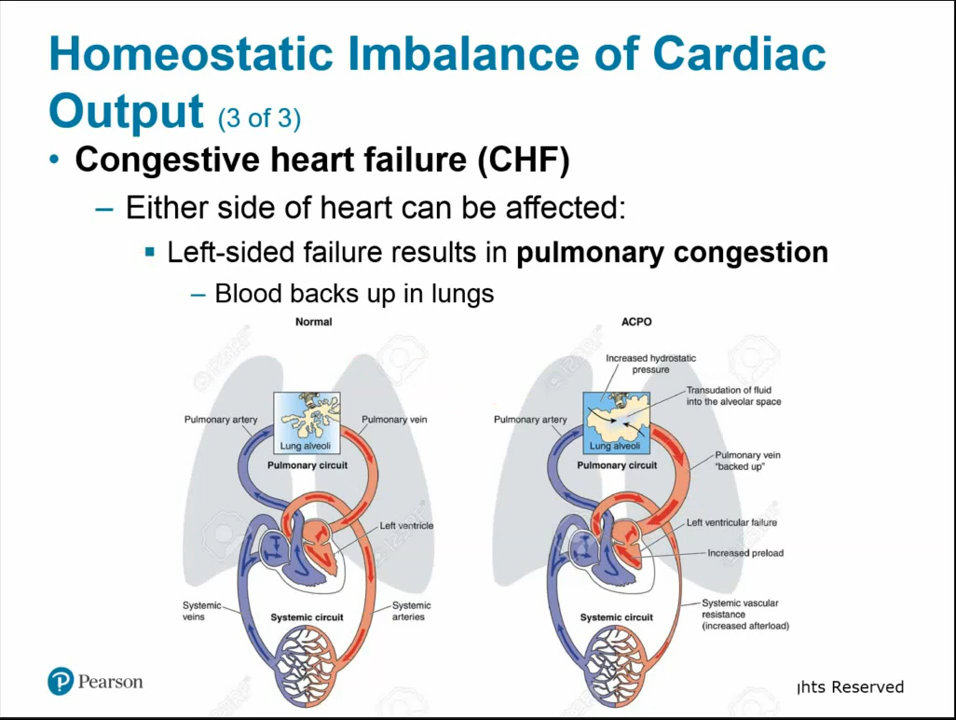 Homeostatic Imbalance of Cardiac
Output (3 of 3)
• Congestive heart failure (CHF)
– Either side of heart can be affected:
▪ Left-sided failure results in pulmonary congestion
– Blood backs up in lungs
Normal
Pulmonary artery
Pulmonary vein
Lung alveoli
Pulmonary circuit
Left ventricle
Systemic
veins
Systemic circuit
Systemic
arteries
ACPO
Increased hydrostatic
pressure
Transudation of fluid
into the alveolar space
Pulmonary artery
Lung alveoli
Pulmonary circuit
Pulmonary vein
"backed up"
Left ventricular failure
Increased preload
Systemic circuit
Systemic vascular
resistance
(increased afterload)
P Pearson
Reserved